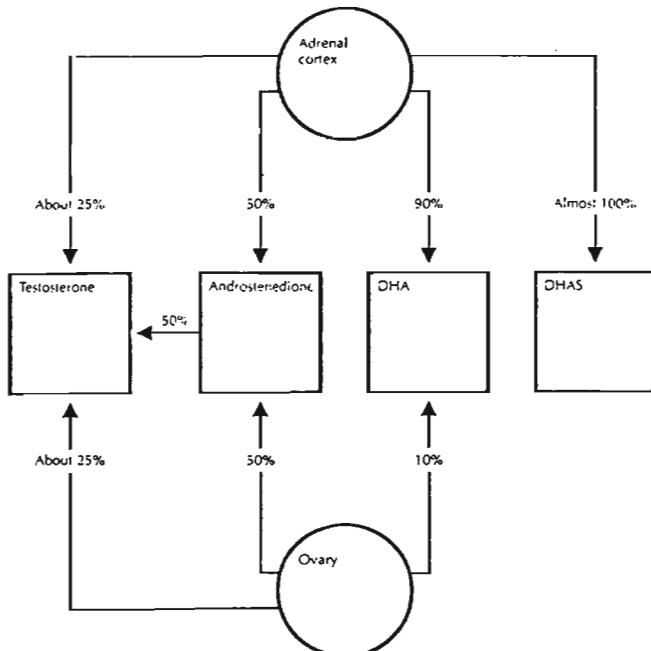 Adrenal
cortex
About 25%
50%
90%
Almost 100%
Testosterone
Androstenedione
DHA
DHAS
50%
About 25%
50%
10%
Ovary